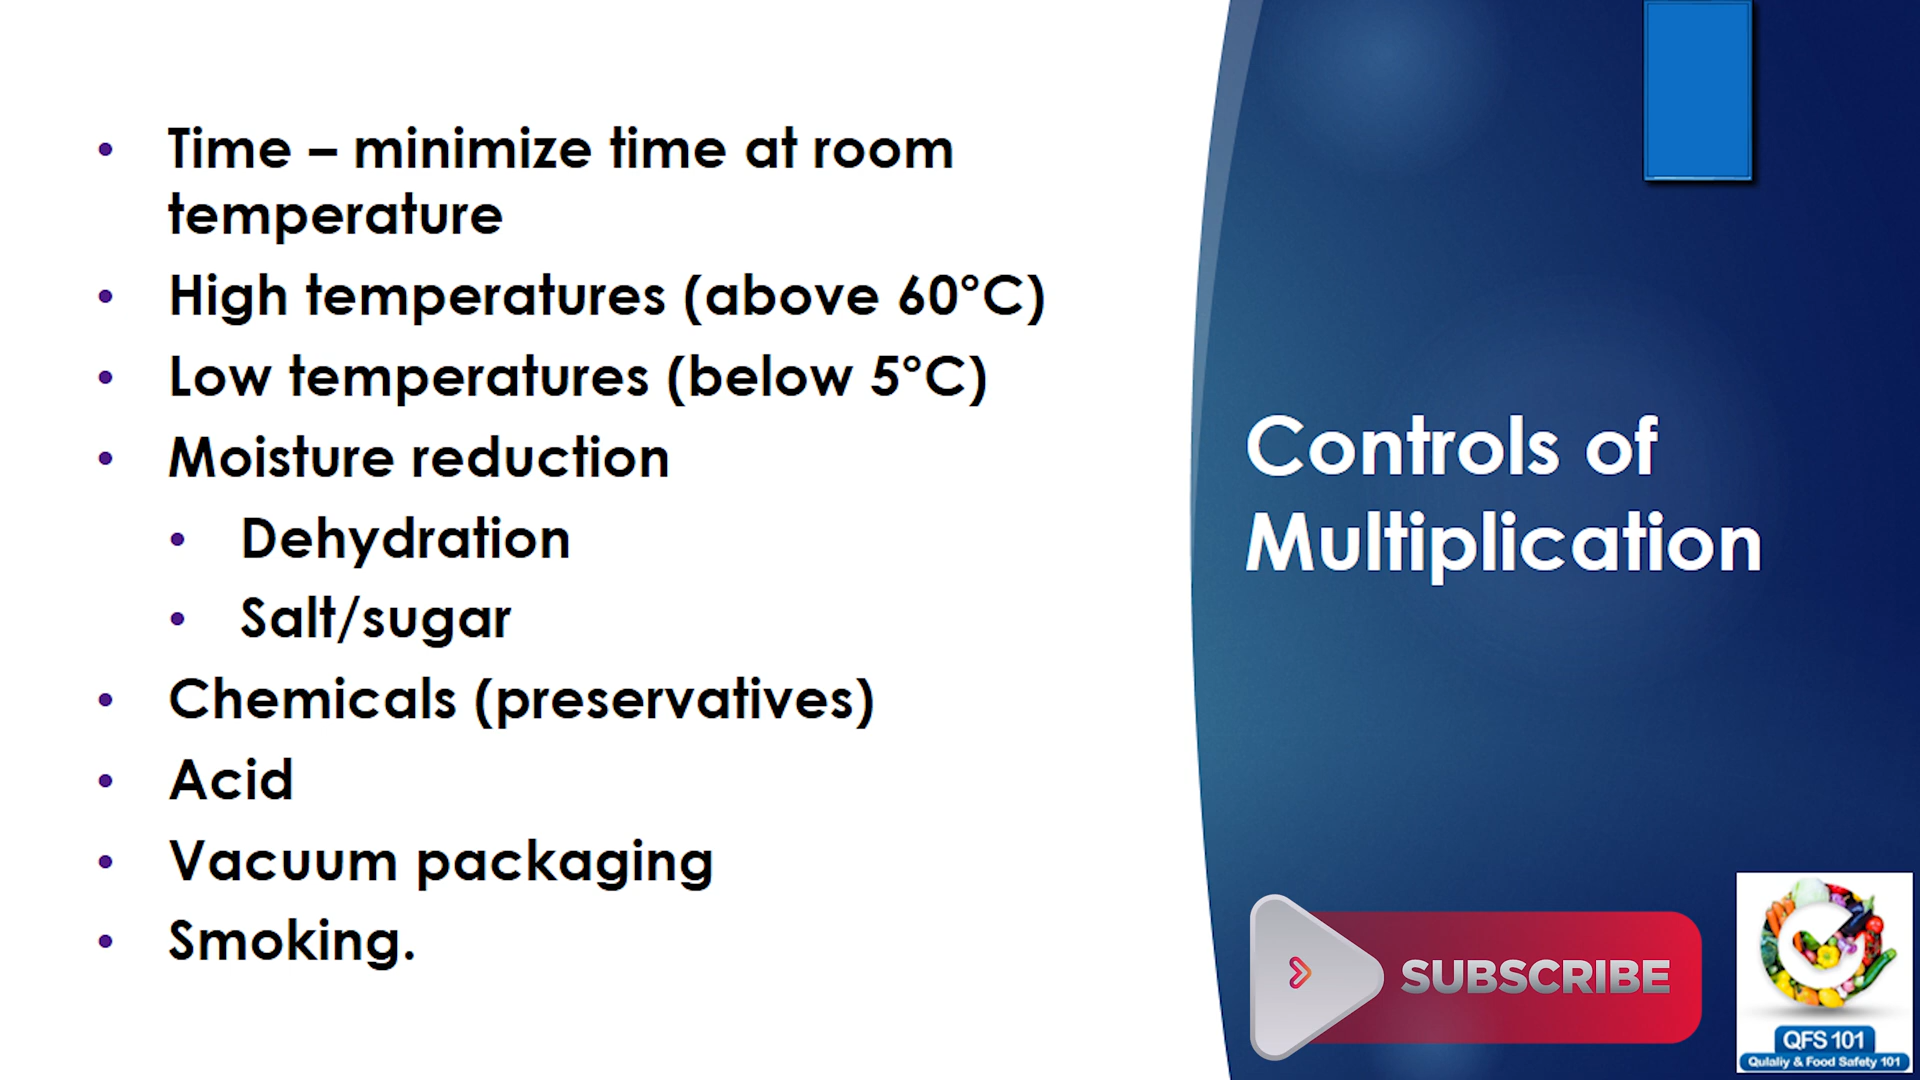 • Time – minimize time at room
temperature
• High temperatures (above 60°C)
• Low temperatures (below 5°C)
• Moisture reduction
• Dehydration
• Salt/sugar
• Chemicals (preservatives)
• Acid
• Vacuum packaging
• Smoking.
Controls of
Multiplication
SUBSCRIBE
QFS 101
Qulaliy & Food Safety 101